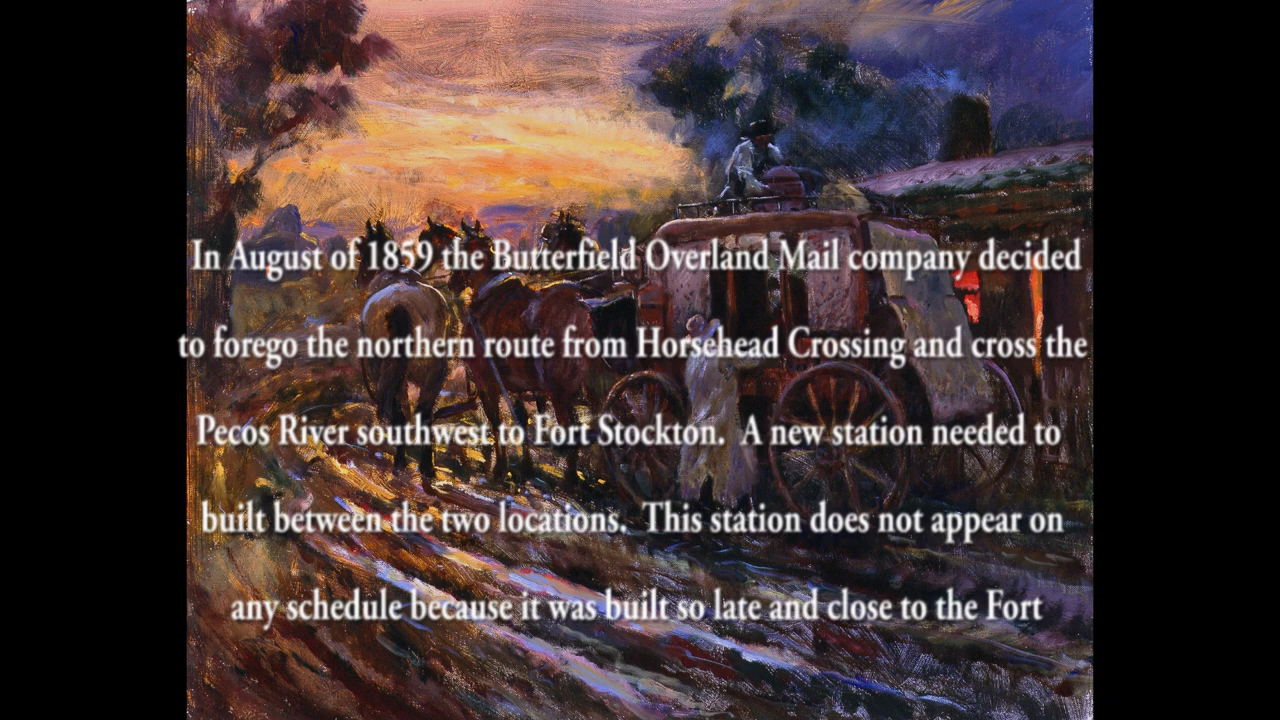 In August of 1859 the Butterfield Overland Mail company decided
to forego the northern route from Horsehead Crossing and cross the
Pecos River southwest to Fort Stockton. A new station needed to
built between the two locations. This station does not appear on
any schedule because it was built so late and close to the Fort